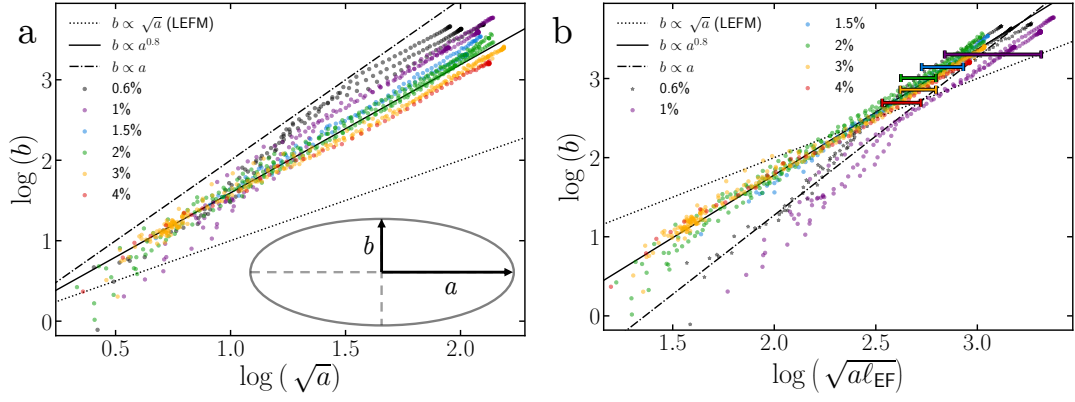 a
b ∝ √a (LEFM)
b ∝ a^0.8
b ∝ a
0.6%
1%
1.5%
2%
3%
4%
log (b)
3
2
1
0
b
a
0.5
1.0
1.5
2.0
log (√a)
b
b ∝ √a (LEFM)
b ∝ a^0.8
b ∝ a
0.6%
1%
1.5%
2%
3%
4%
log (b)
3
2
1
0
1.5
2.0
2.5
3.0
log (√aℓ_EF)